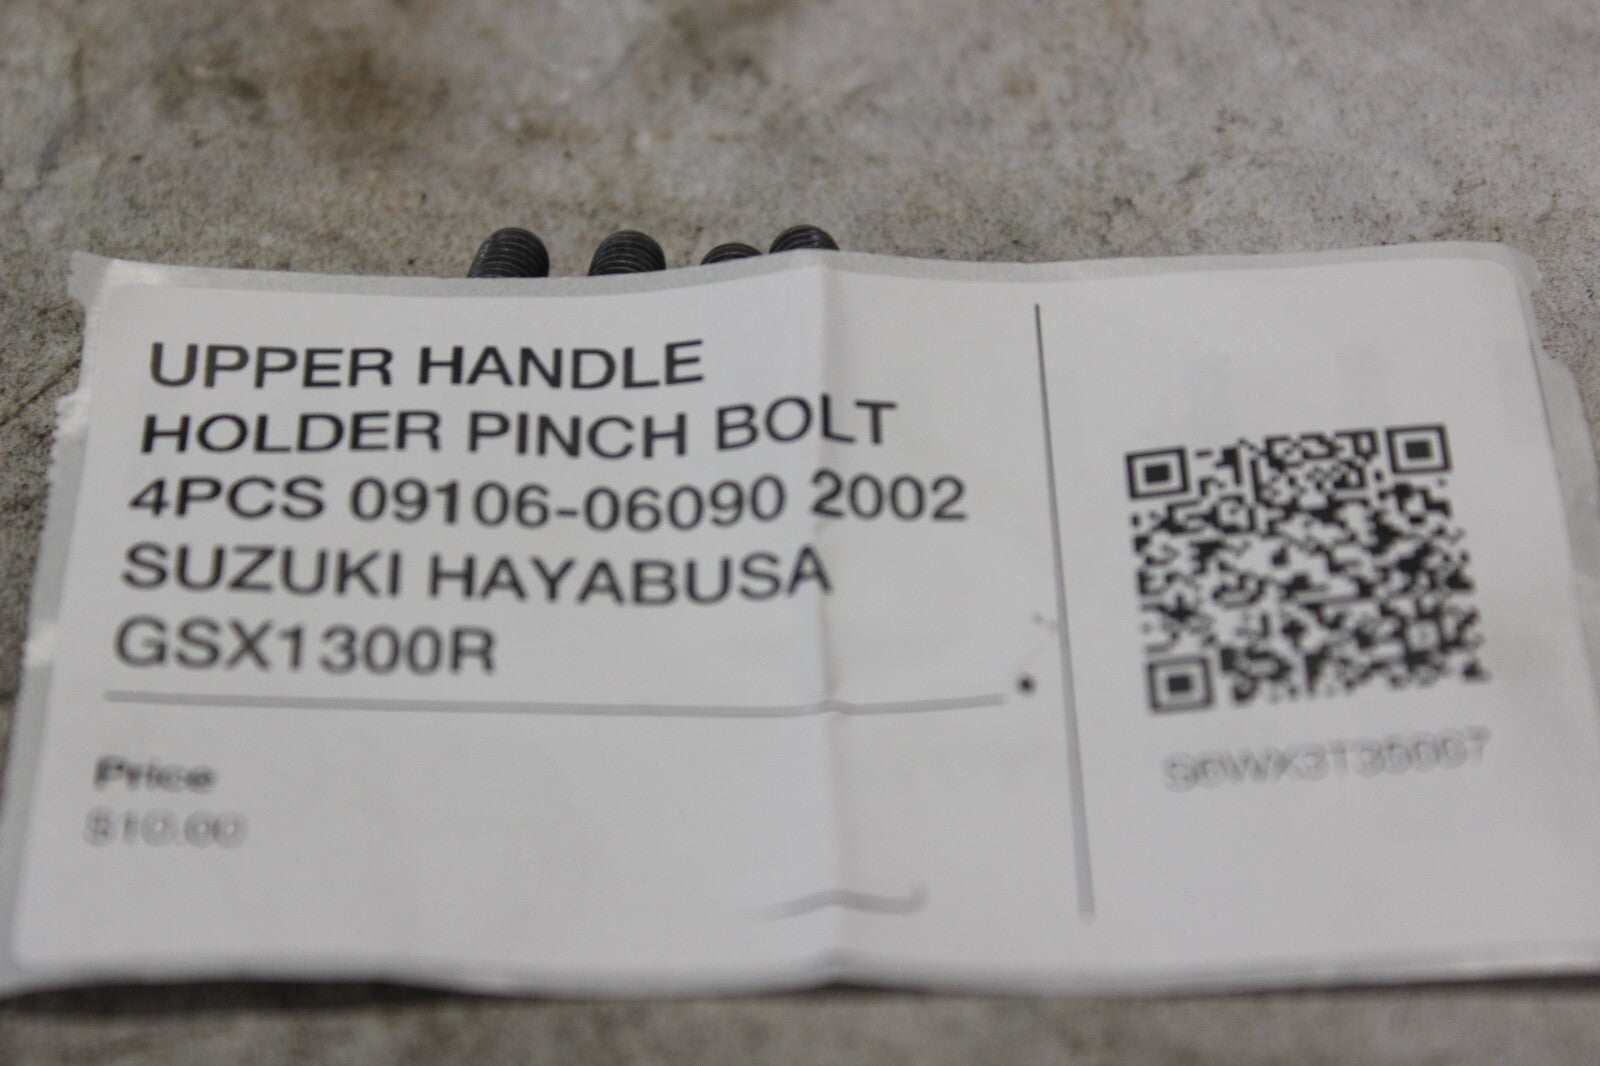 UPPER HANDLE
HOLDER PINCH BOLT
4PCS 09106-06090 2002
SUZUKI HAYABUSA
GSX1300R
Price
$10.00